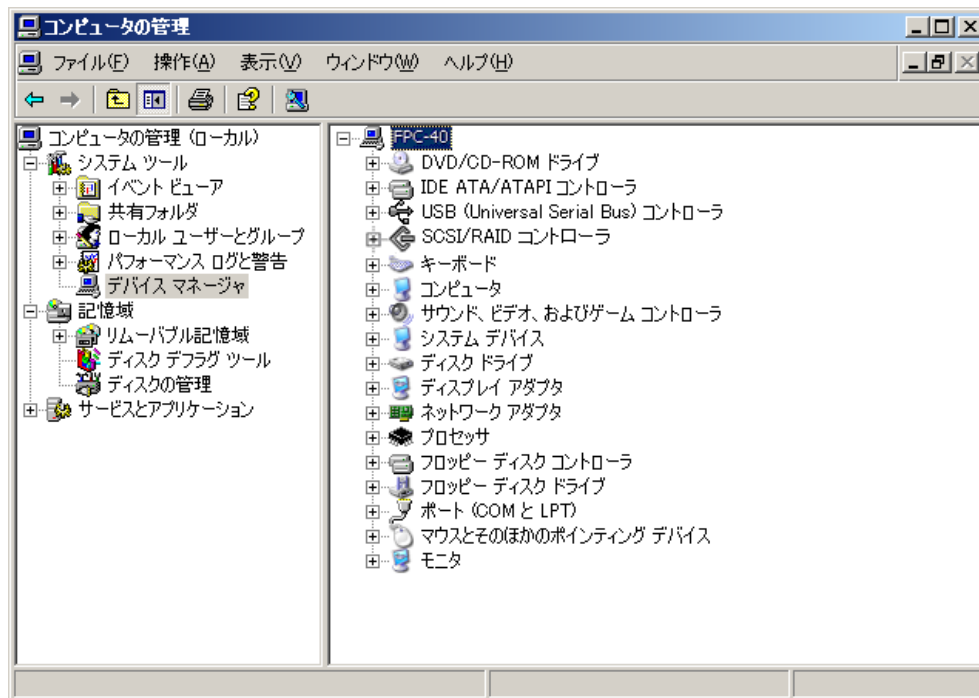 コンピュータの管理
ファイル(F) 操作(A) 表示(V) ウィンドウ(W) ヘルプ(H)
コンピュータの管理 (ローカル)
システム ツール
イベント ビューア
共有フォルダ
ローカル ユーザーとグループ
パフォーマンス ログと警告
デバイス マネージャ
記憶域
リムーバブル記憶域
ディスク デフラグ ツール
ディスクの管理
サービスとアプリケーション
FPC-40
DVD/CD-ROM ドライブ
IDE ATA/ATAPI コントローラ
USB (Universal Serial Bus) コントローラ
SCSI/RAID コントローラ
キーボード
コンピュータ
サウンド、ビデオ、およびゲーム コントローラ
システム デバイス
ディスク ドライブ
ディスプレイ アダプタ
ネットワーク アダプタ
プロセッサ
フロッピー ディスク コントローラ
フロッピー ディスク ドライブ
ポート (COM と LPT)
マウスとそのほかのポインティング デバイス
モニタ